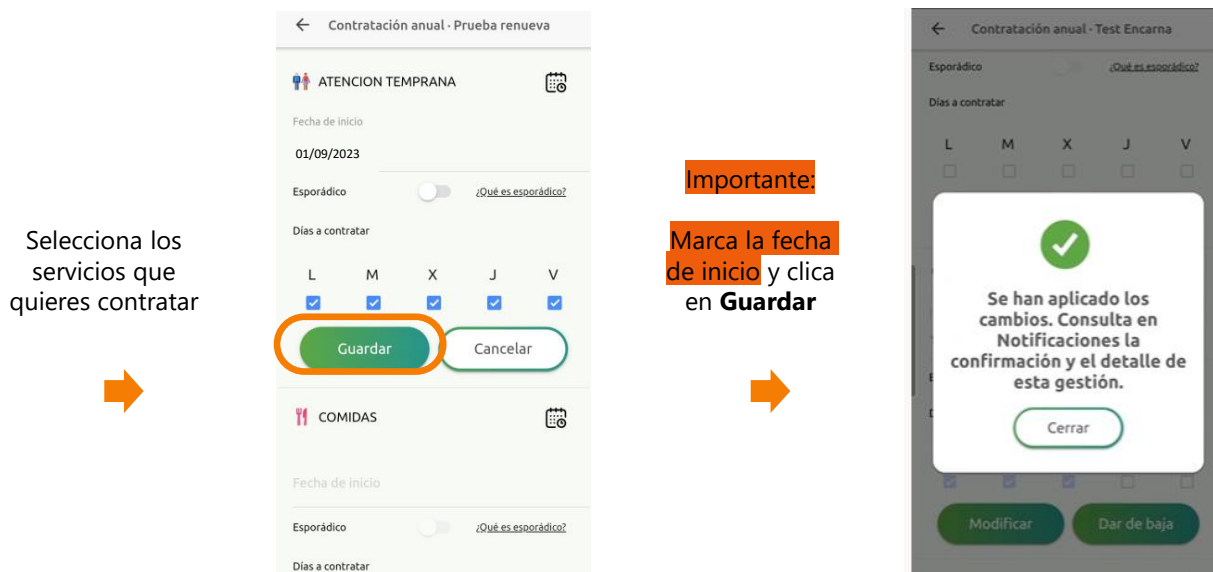 Selecciona los
servicios que
quieres contratar
Contratación anual · Prueba renueva
ATENCION TEMPRANA
Fecha de inicio
01/09/2023
Esporádico
¿Qué es esporádico?
Días a contratar
L M X J V
Guardar
Cancelar
COMIDAS
Fecha de inicio
Esporádico
¿Qué es esporádico?
Días a contratar
Importante:
Marca la fecha
de inicio y clica
en Guardar
Contratación anual · Test Encarna
Esporádico
¿Qué es esporádico?
Días a contratar
L M X J V
Se han aplicado los
cambios. Consulta en
Notificaciones la
confirmación y el detalle de
esta gestión.
Cerrar
Modificar
Dar de baja